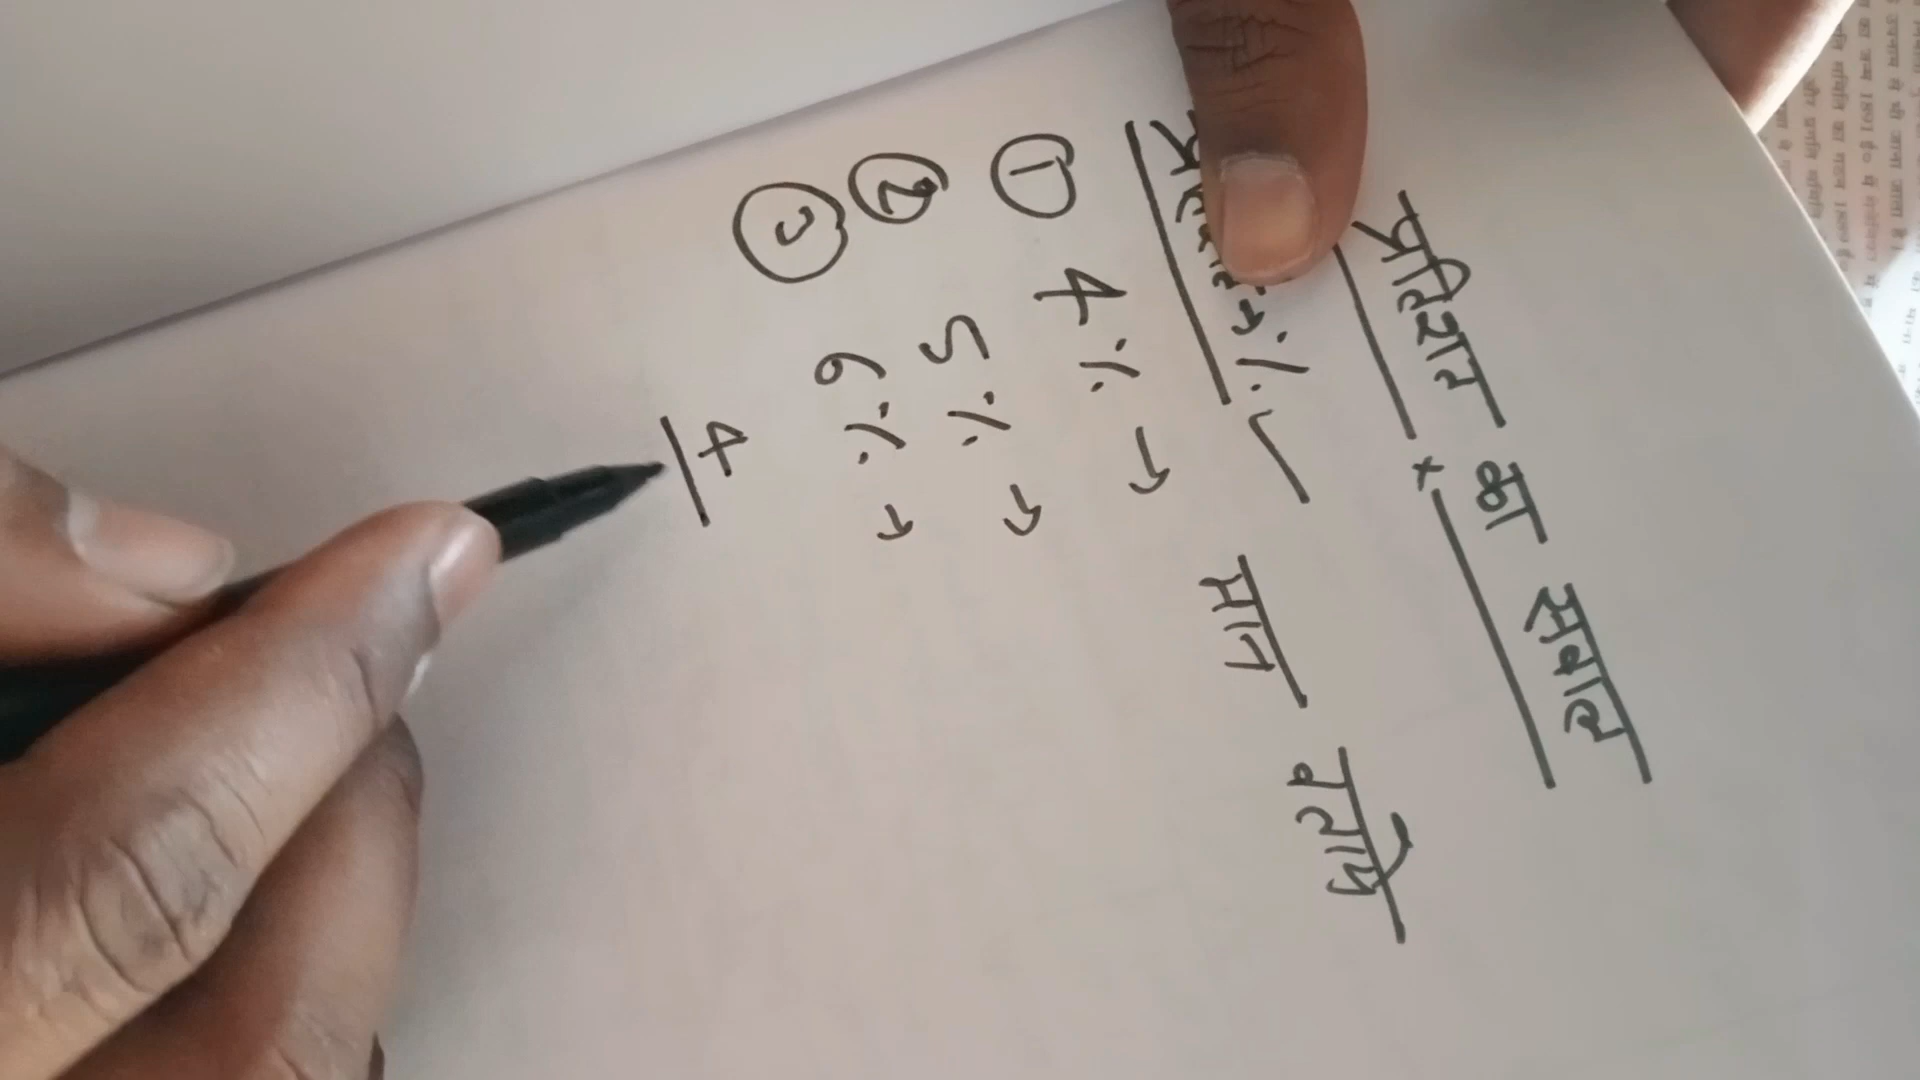 प्रतिशत का सवाल
% मान बताये
① 4% →
② 5% →
③ 6% →
4